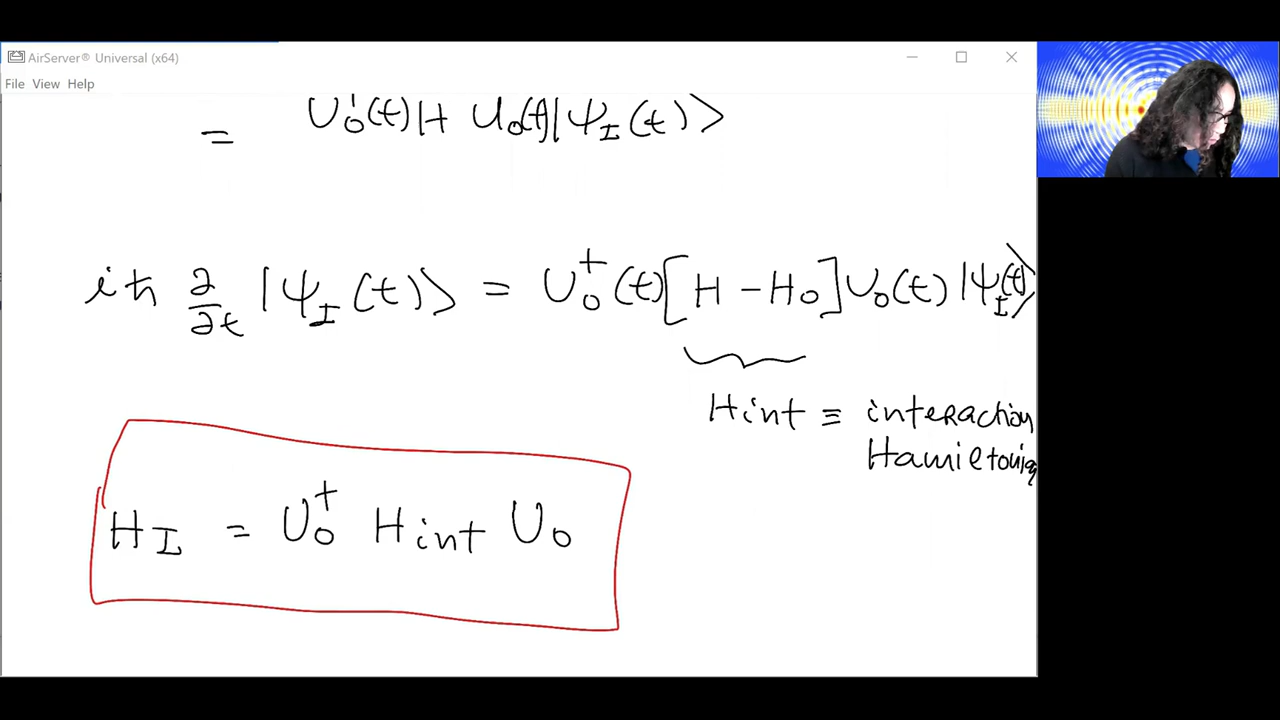 AirServer® Universal (x64)
File View Help
= U₀†(t) H U₀(t) |ψ_I(t)⟩
iħ ∂/∂t |ψ_I(t)⟩ = U₀†(t) [H − H₀] U₀(t) |ψ_I(t)⟩
Hint ≡ interaction
Hamiltonian
H_I = U₀† H_int U₀